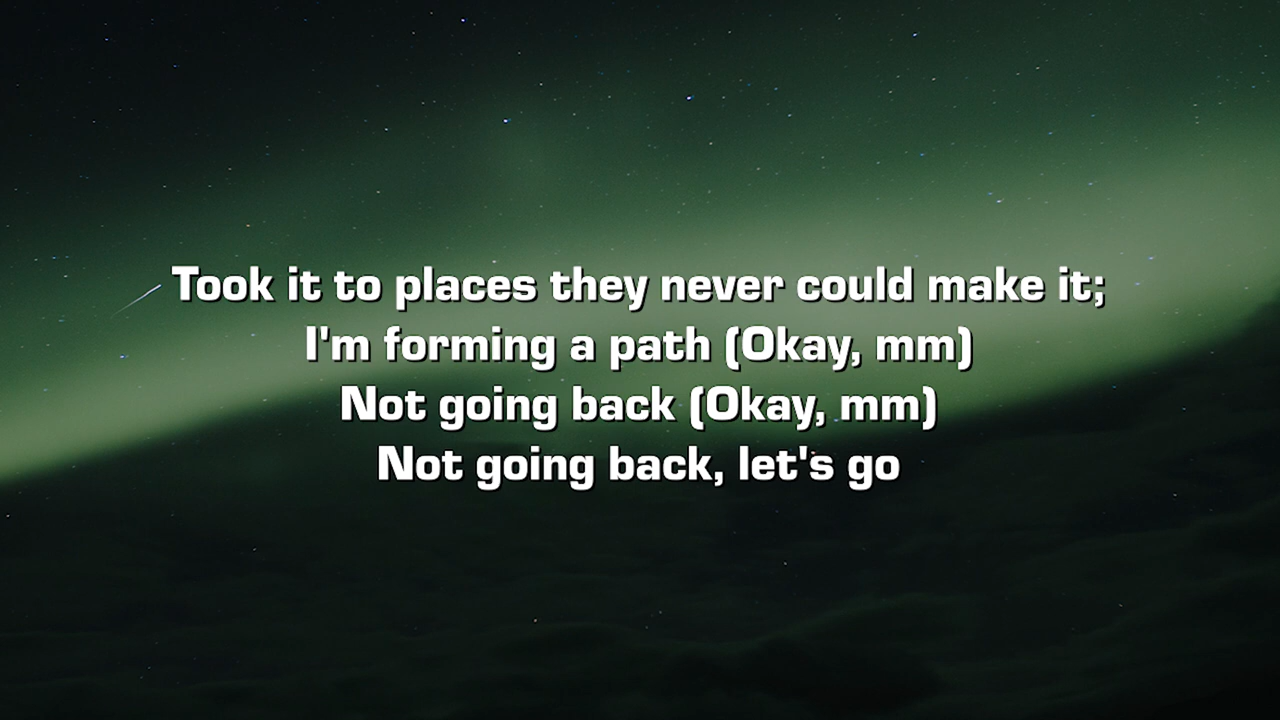 Took it to places they never could make it;
I'm forming a path (Okay, mm)
Not going back (Okay, mm)
Not going back, let's go